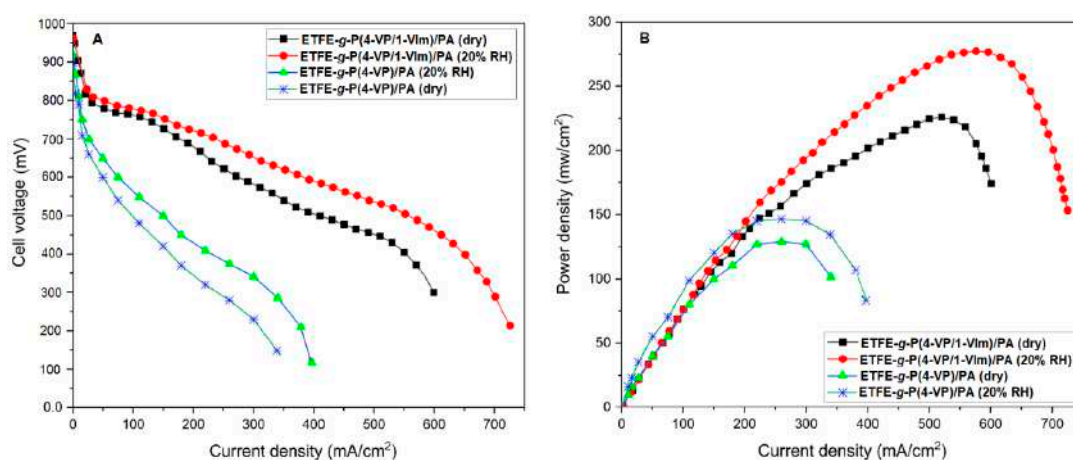 A
ETFE-g-P(4-VP/1-VIm)/PA (dry)
ETFE-g-P(4-VP/1-VIm)/PA (20% RH)
ETFE-g-P(4-VP)/PA (20% RH)
ETFE-g-P(4-VP)/PA (dry)
Cell voltage (mV)
1000
900
800
700
600
500
400
300
200
100
0.0
0 100 200 300 400 500 600 700
Current density (mA/cm²)
B
Power density (mw/cm²)
300
250
200
150
100
50
0
ETFE-g-P(4-VP/1-VIm)/PA (dry)
ETFE-g-P(4-VP/1-VIm)/PA (20% RH)
ETFE-g-P(4-VP)/PA (dry)
ETFE-g-P(4-VP)/PA (20% RH)
0 100 200 300 400 500 600 700
Current density (mA/cm²)